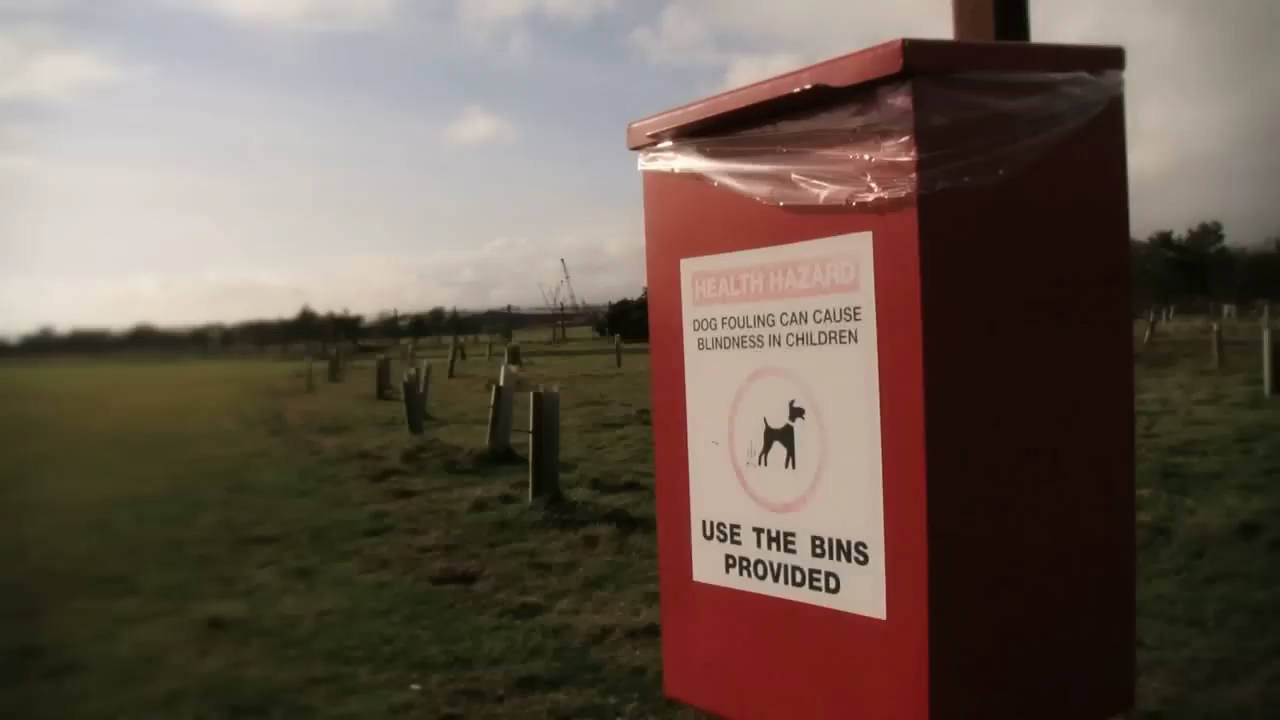 HEALTH HAZARD
DOG FOULING CAN CAUSE
BLINDNESS IN CHILDREN
USE THE BINS
PROVIDED